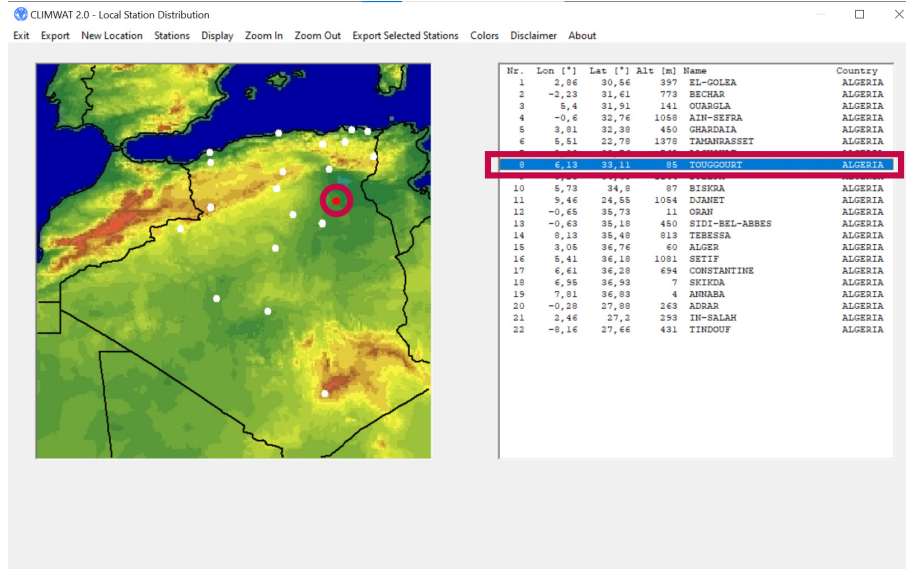 CLIMWAT 2.0 - Local Station Distribution
Exit Export New Location Stations Display Zoom In Zoom Out Export Selected Stations Colors Disclaimer About
Nr. Lon [°] Lat [°] Alt [m] Name Country
1 2,86 30,56 397 EL-GOLEA ALGERIA
2 -2,23 31,61 773 BECHAR ALGERIA
3 5,4 31,91 141 OUARGLA ALGERIA
4 -0,6 32,76 1058 AIN-SEFRA ALGERIA
5 3,81 32,38 450 GHARDAIA ALGERIA
6 5,51 22,78 1378 TAMANRASSET ALGERIA
8 6,13 33,11 85 TOUGGOURT ALGERIA
10 5,73 34,8 87 BISKRA ALGERIA
11 9,46 24,55 1054 DJANET ALGERIA
12 -0,65 35,73 11 ORAN ALGERIA
13 -0,63 35,18 450 SIDI-BEL-ABBES ALGERIA
14 8,13 35,48 813 TEBESSA ALGERIA
15 3,05 36,76 60 ALGER ALGERIA
16 5,41 36,18 1081 SETIF ALGERIA
17 6,61 36,28 694 CONSTANTINE ALGERIA
18 6,95 36,93 7 SKIKDA ALGERIA
19 7,81 36,83 4 ANNABA ALGERIA
20 -0,28 27,88 263 ADRAR ALGERIA
21 2,46 27,2 293 IN-SALAH ALGERIA
22 -8,16 27,66 431 TINDOUF ALGERIA